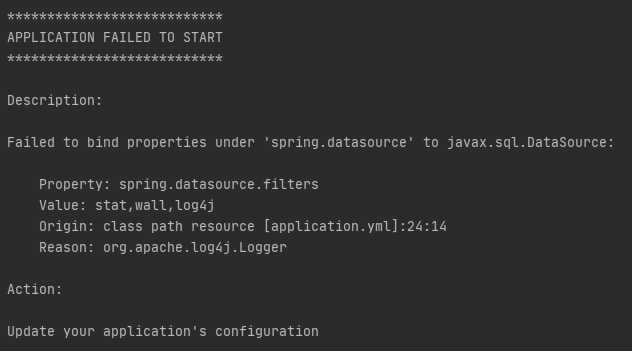 ***************************
APPLICATION FAILED TO START
***************************
Description:
Failed to bind properties under 'spring.datasource' to javax.sql.DataSource:
Property: spring.datasource.filters
Value: stat,wall,log4j
Origin: class path resource [application.yml]:24:14
Reason: org.apache.log4j.Logger
Action:
Update your application's configuration